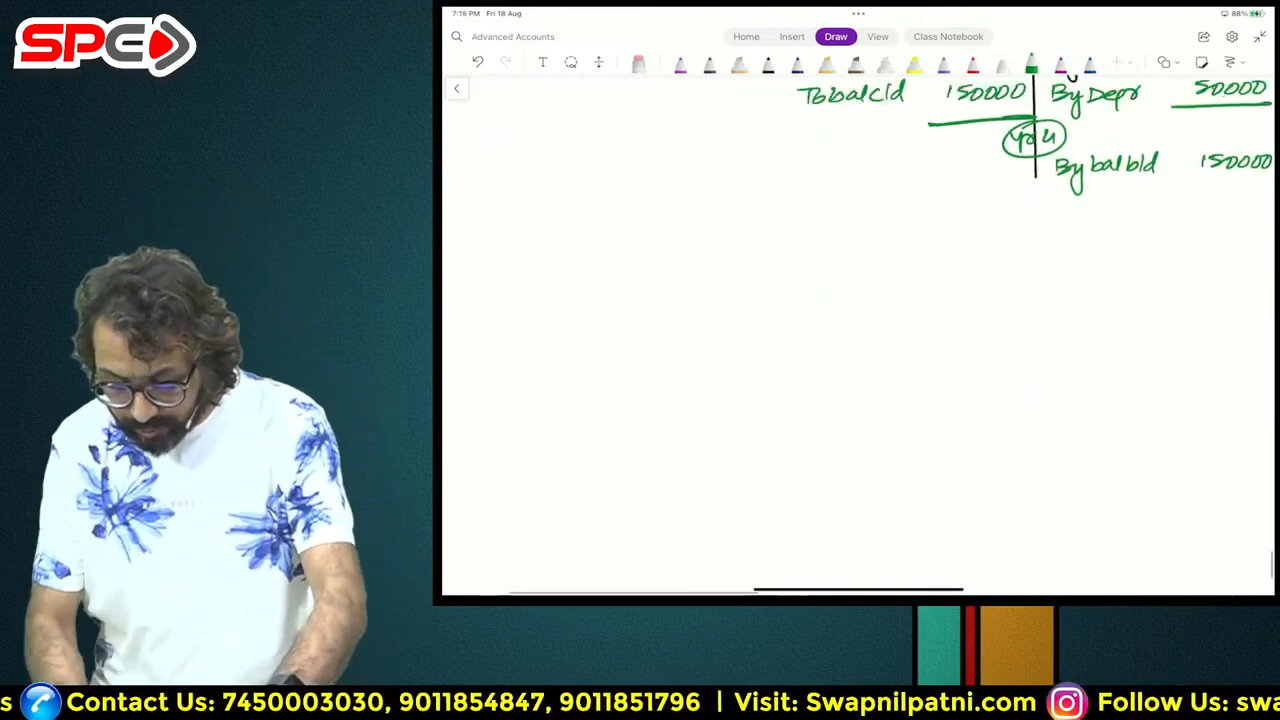 SPE
7:15 PM Fri 18 Aug
88%
Advanced Accounts
Home Insert Draw View Class Notebook
To bal c/d 150000 By Depr 50000
yr 4
By bal b/d 150000
s Contact Us: 7450003030, 9011854847, 9011851796 | Visit: Swapnilpatni.com Follow Us: swa